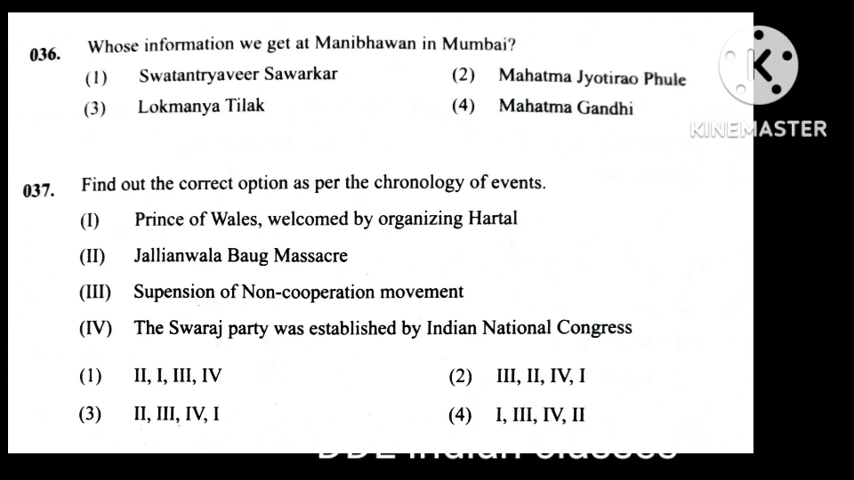 036. Whose information we get at Manibhawan in Mumbai?
(1) Swatantryaveer Sawarkar (2) Mahatma Jyotirao Phule
(3) Lokmanya Tilak (4) Mahatma Gandhi
KINEMASTER
037. Find out the correct option as per the chronology of events.
(I) Prince of Wales, welcomed by organizing Hartal
(II) Jallianwala Baug Massacre
(III) Supension of Non-cooperation movement
(IV) The Swaraj party was established by Indian National Congress
(1) II, I, III, IV (2) III, II, IV, I
(3) II, III, IV, I (4) I, III, IV, II